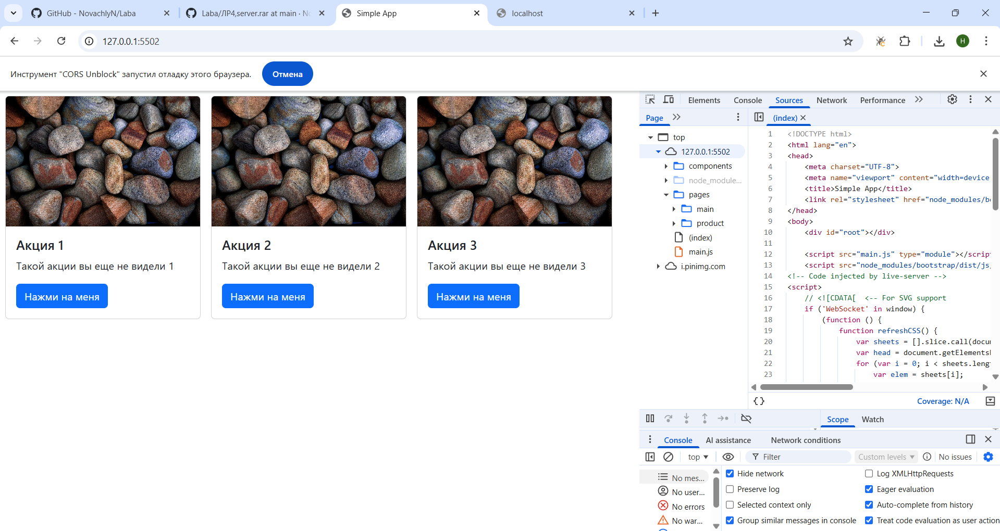 GitHub - NovachlyN/Laba
Laba/ЛР4,server.rar at main · No
Simple App
localhost
127.0.0.1:5502
H
Инструмент "CORS Unblock" запустил отладку этого браузера.
Отмена
Акция 1
Такой акции вы еще не видели 1
Нажми на меня
Акция 2
Такой акции вы еще не видели 2
Нажми на меня
Акция 3
Такой акции вы еще не видели 3
Нажми на меня
Elements
Console
Sources
Network
Performance
Page
(index)
top
127.0.0.1:5502
components
node_module...
pages
main
product
(index)
main.js
i.pinimg.com
1 <!DOCTYPE html>
2 <html lang="en">
3 <head>
4 <meta charset="UTF-8">
5 <meta name="viewport" content="width=device
6 <title>Simple App</title>
7 <link rel="stylesheet" href="node_modules/bo
8 </head>
9 <body>
10 <div id="root"></div>
11
12 <script src="main.js" type="module"></script
13 <script src="node_modules/bootstrap/dist/js/
14 <!-- Code injected by live-server -->
15 <script>
16 // <![CDATA[  <-- For SVG support
17 if ('WebSocket' in window) {
18 (function () {
19 function refreshCSS() {
20 var sheets = [].slice.call(docum
21 var head = document.getElementsB
22 for (var i = 0; i < sheets.lengt
23 var elem = sheets[i];
{}
Coverage: N/A
Scope
Watch
Console
AI assistance
Network conditions
top
Filter
Custom levels
No issues
No mes...
No user...
No errors
No war...
Hide network
Log XMLHttpRequests
Preserve log
Eager evaluation
Selected context only
Auto-complete from history
Group similar messages in console
Treat code evaluation as user action